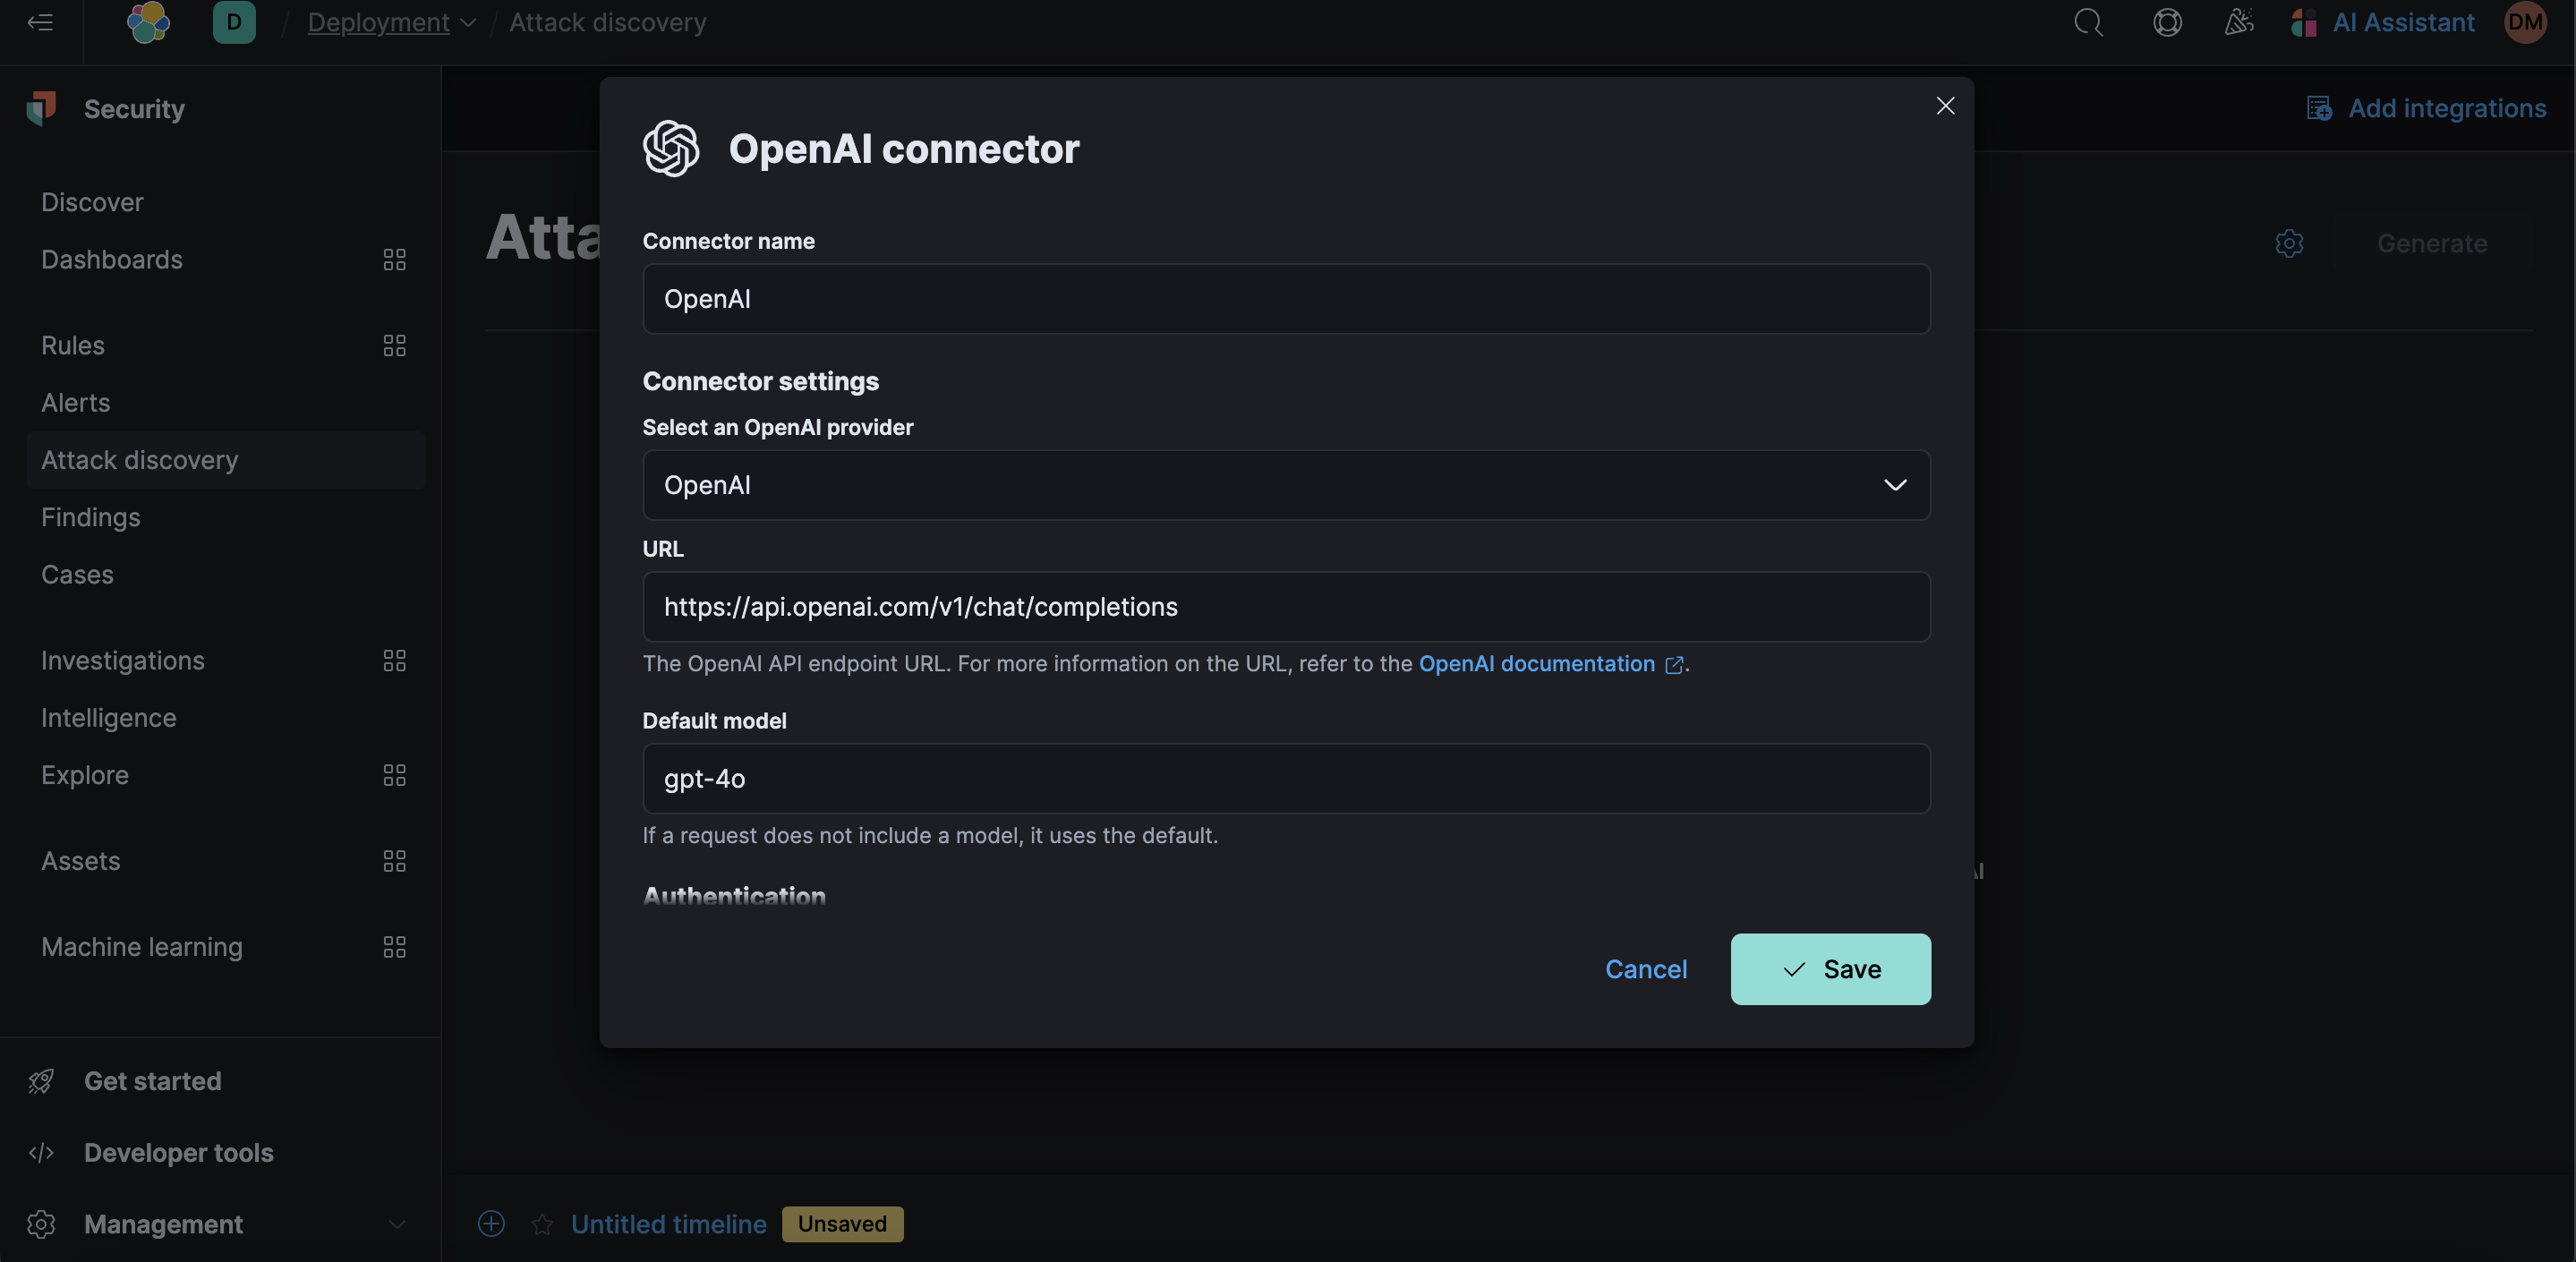 D / Deployment / Attack discovery
AI Assistant
DM
Security
Add integrations
OpenAI connector
Discover
Dashboards
Generate
Connector name
OpenAI
Rules
Alerts
Attack discovery
Findings
Cases
Connector settings
Select an OpenAI provider
OpenAI
URL
https://api.openai.com/v1/chat/completions
The OpenAI API endpoint URL. For more information on the URL, refer to the OpenAI documentation.
Investigations
Intelligence
Explore
Default model
gpt-4o
If a request does not include a model, it uses the default.
Assets
Authentication
Machine learning
Cancel
Save
Get started
Developer tools
Management
Untitled timeline
Unsaved